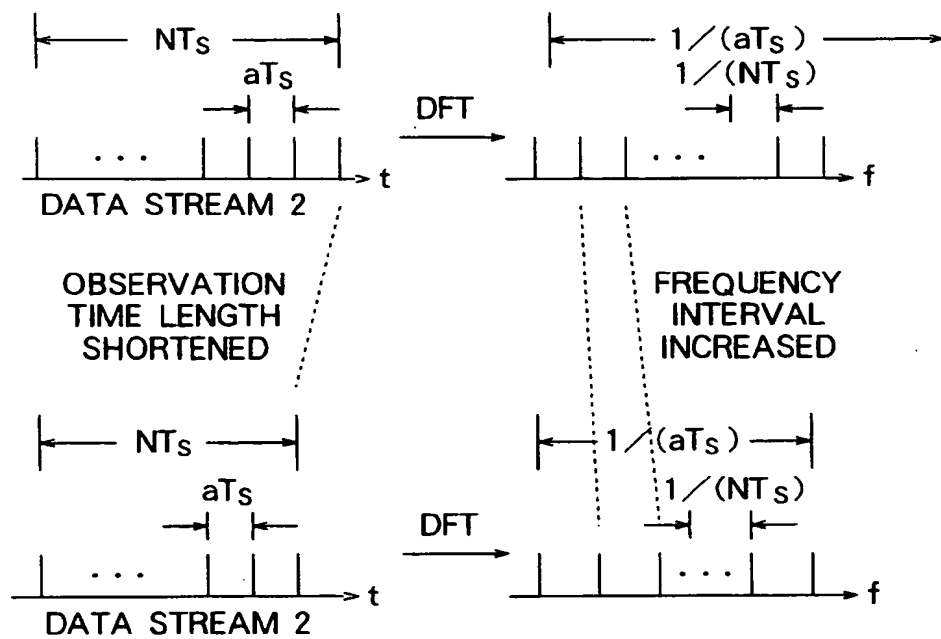 NTS
1/(aTS)
aTS
1/(NTS)
DFT
...
...
t
f
DATA STREAM 2
OBSERVATION
TIME LENGTH
SHORTENED
FREQUENCY
INTERVAL
INCREASED
NTS
1/(aTS)
aTS
1/(NTS)
DFT
...
...
t
f
DATA STREAM 2